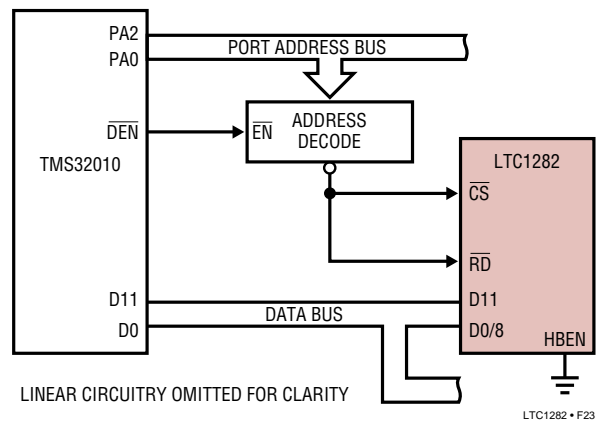 PA2
PA0
PORT ADDRESS BUS
DEN
EN
ADDRESS
DECODE
TMS32010
LTC1282
CS
RD
D11
D0
DATA BUS
D11
D0/8
HBEN
LINEAR CIRCUITRY OMITTED FOR CLARITY
LTC1282 • F23